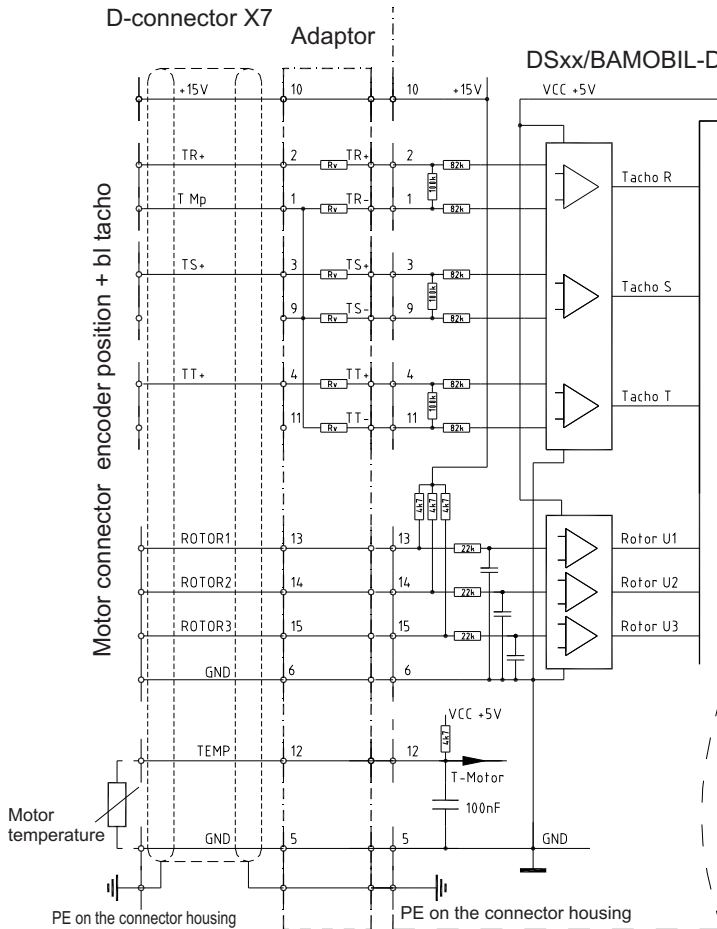 D-connector X7
Adaptor
DSxx/BAMOBIL-D
+15V 10 10 +15V VCC +5V
TR+ 2 Rv TR+ 2 82k
100k
Tacho R
T Mp 1 Rv TR- 1 82k
TS+ 3 Rv TS+ 3 82k
100k
Tacho S
9 Rv TS- 9 82k
TT+ 4 Rv TT+ 4 82k
100k
Tacho T
11 Rv TT- 11 82k
4k7 4k7 4k7
ROTOR1 13 13 22k Rotor U1
ROTOR2 14 14 22k Rotor U2
ROTOR3 15 15 22k Rotor U3
GND 6 6
VCC +5V
4k7
TEMP 12 12
T-Motor
100nF
Motor
temperature
GND 5 5 GND
PE on the connector housing
PE on the connector housing
Motor connector encoder position + bl tacho